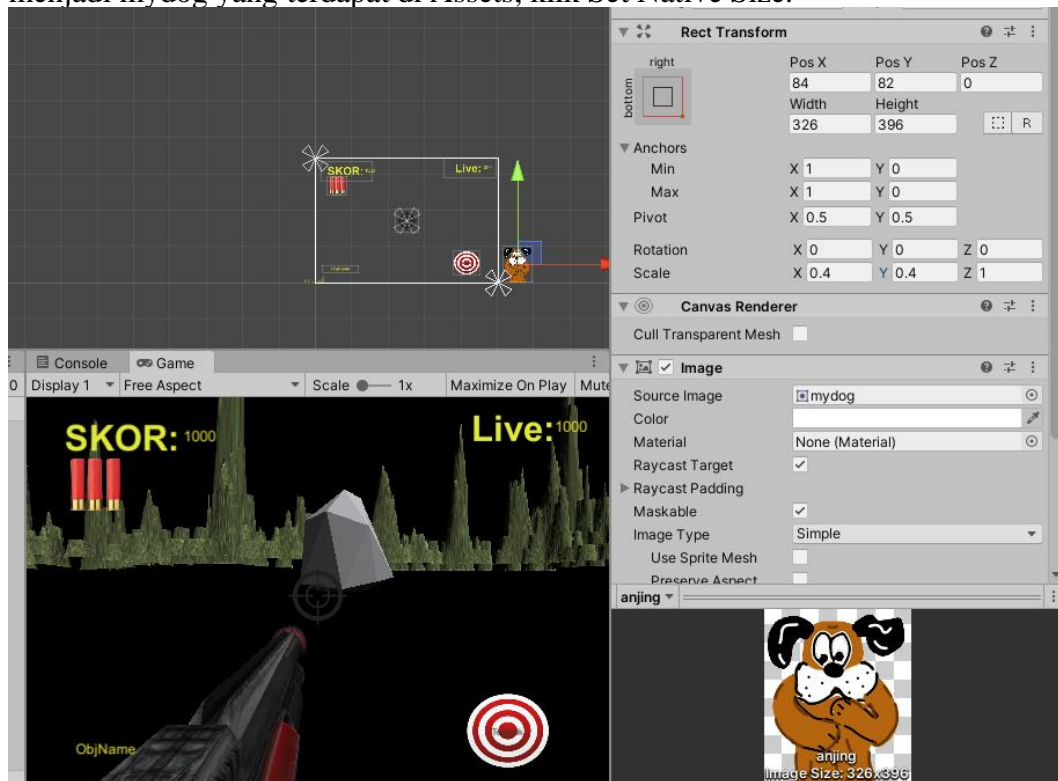 menjadi mydog yang terdapat di Assets, klik Set Native Size.
SKOR:
Live:
Rect Transform
right
bottom
Pos X Pos Y Pos Z
84 82 0
Width Height
326 396 R
Anchors
Min X 1 Y 0
Max X 1 Y 0
Pivot X 0.5 Y 0.5
Rotation X 0 Y 0 Z 0
Scale X 0.4 Y 0.4 Z 1
Canvas Renderer
Cull Transparent Mesh
Image
Source Image mydog
Color
Material None (Material)
Raycast Target
Raycast Padding
Maskable
Image Type Simple
Use Sprite Mesh
Preserve Aspect
Console Game
0 Display 1 Free Aspect Scale 1x Maximize On Play Mute
SKOR: 1000
Live: 1000
ObjName
anjing
anjing
Image Size: 326x396